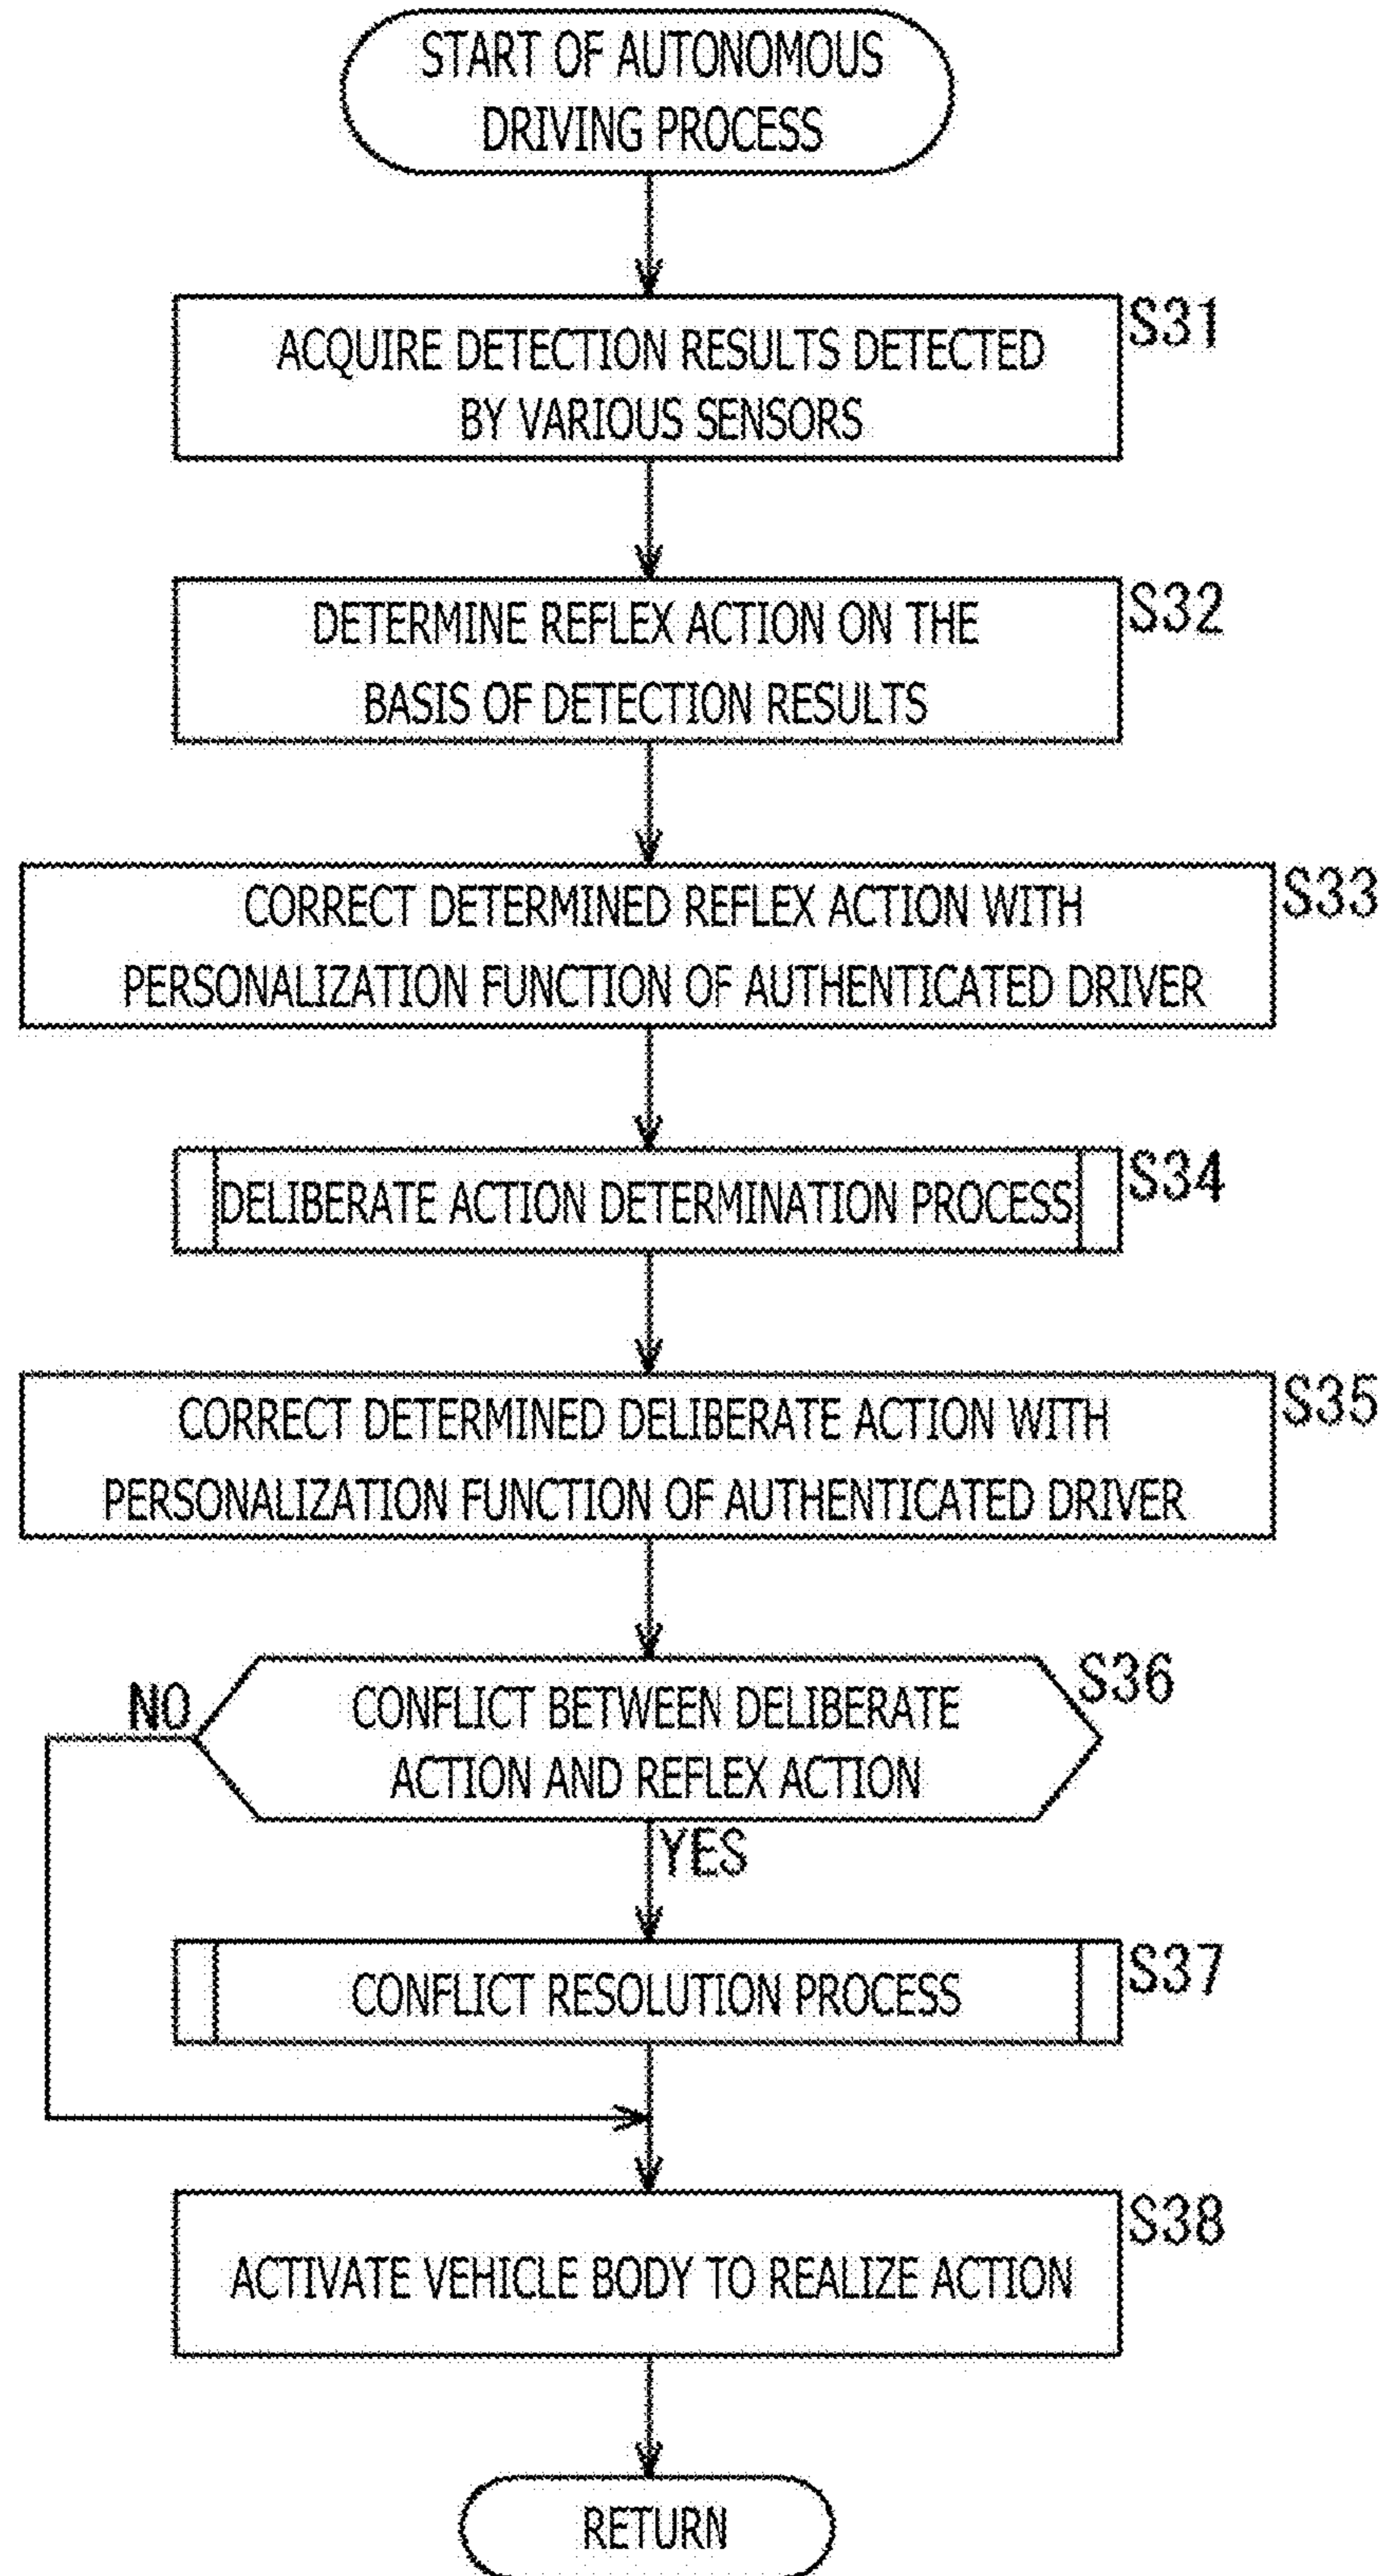 START OF AUTONOMOUS
DRIVING PROCESS
S31
ACQUIRE DETECTION RESULTS DETECTED
BY VARIOUS SENSORS
S32
DETERMINE REFLEX ACTION ON THE
BASIS OF DETECTION RESULTS
S33
CORRECT DETERMINED REFLEX ACTION WITH
PERSONALIZATION FUNCTION OF AUTHENTICATED DRIVER
S34
DELIBERATE ACTION DETERMINATION PROCESS
S35
CORRECT DETERMINED DELIBERATE ACTION WITH
PERSONALIZATION FUNCTION OF AUTHENTICATED DRIVER
S36
NO
CONFLICT BETWEEN DELIBERATE
ACTION AND REFLEX ACTION
YES
S37
CONFLICT RESOLUTION PROCESS
S38
ACTIVATE VEHICLE BODY TO REALIZE ACTION
RETURN